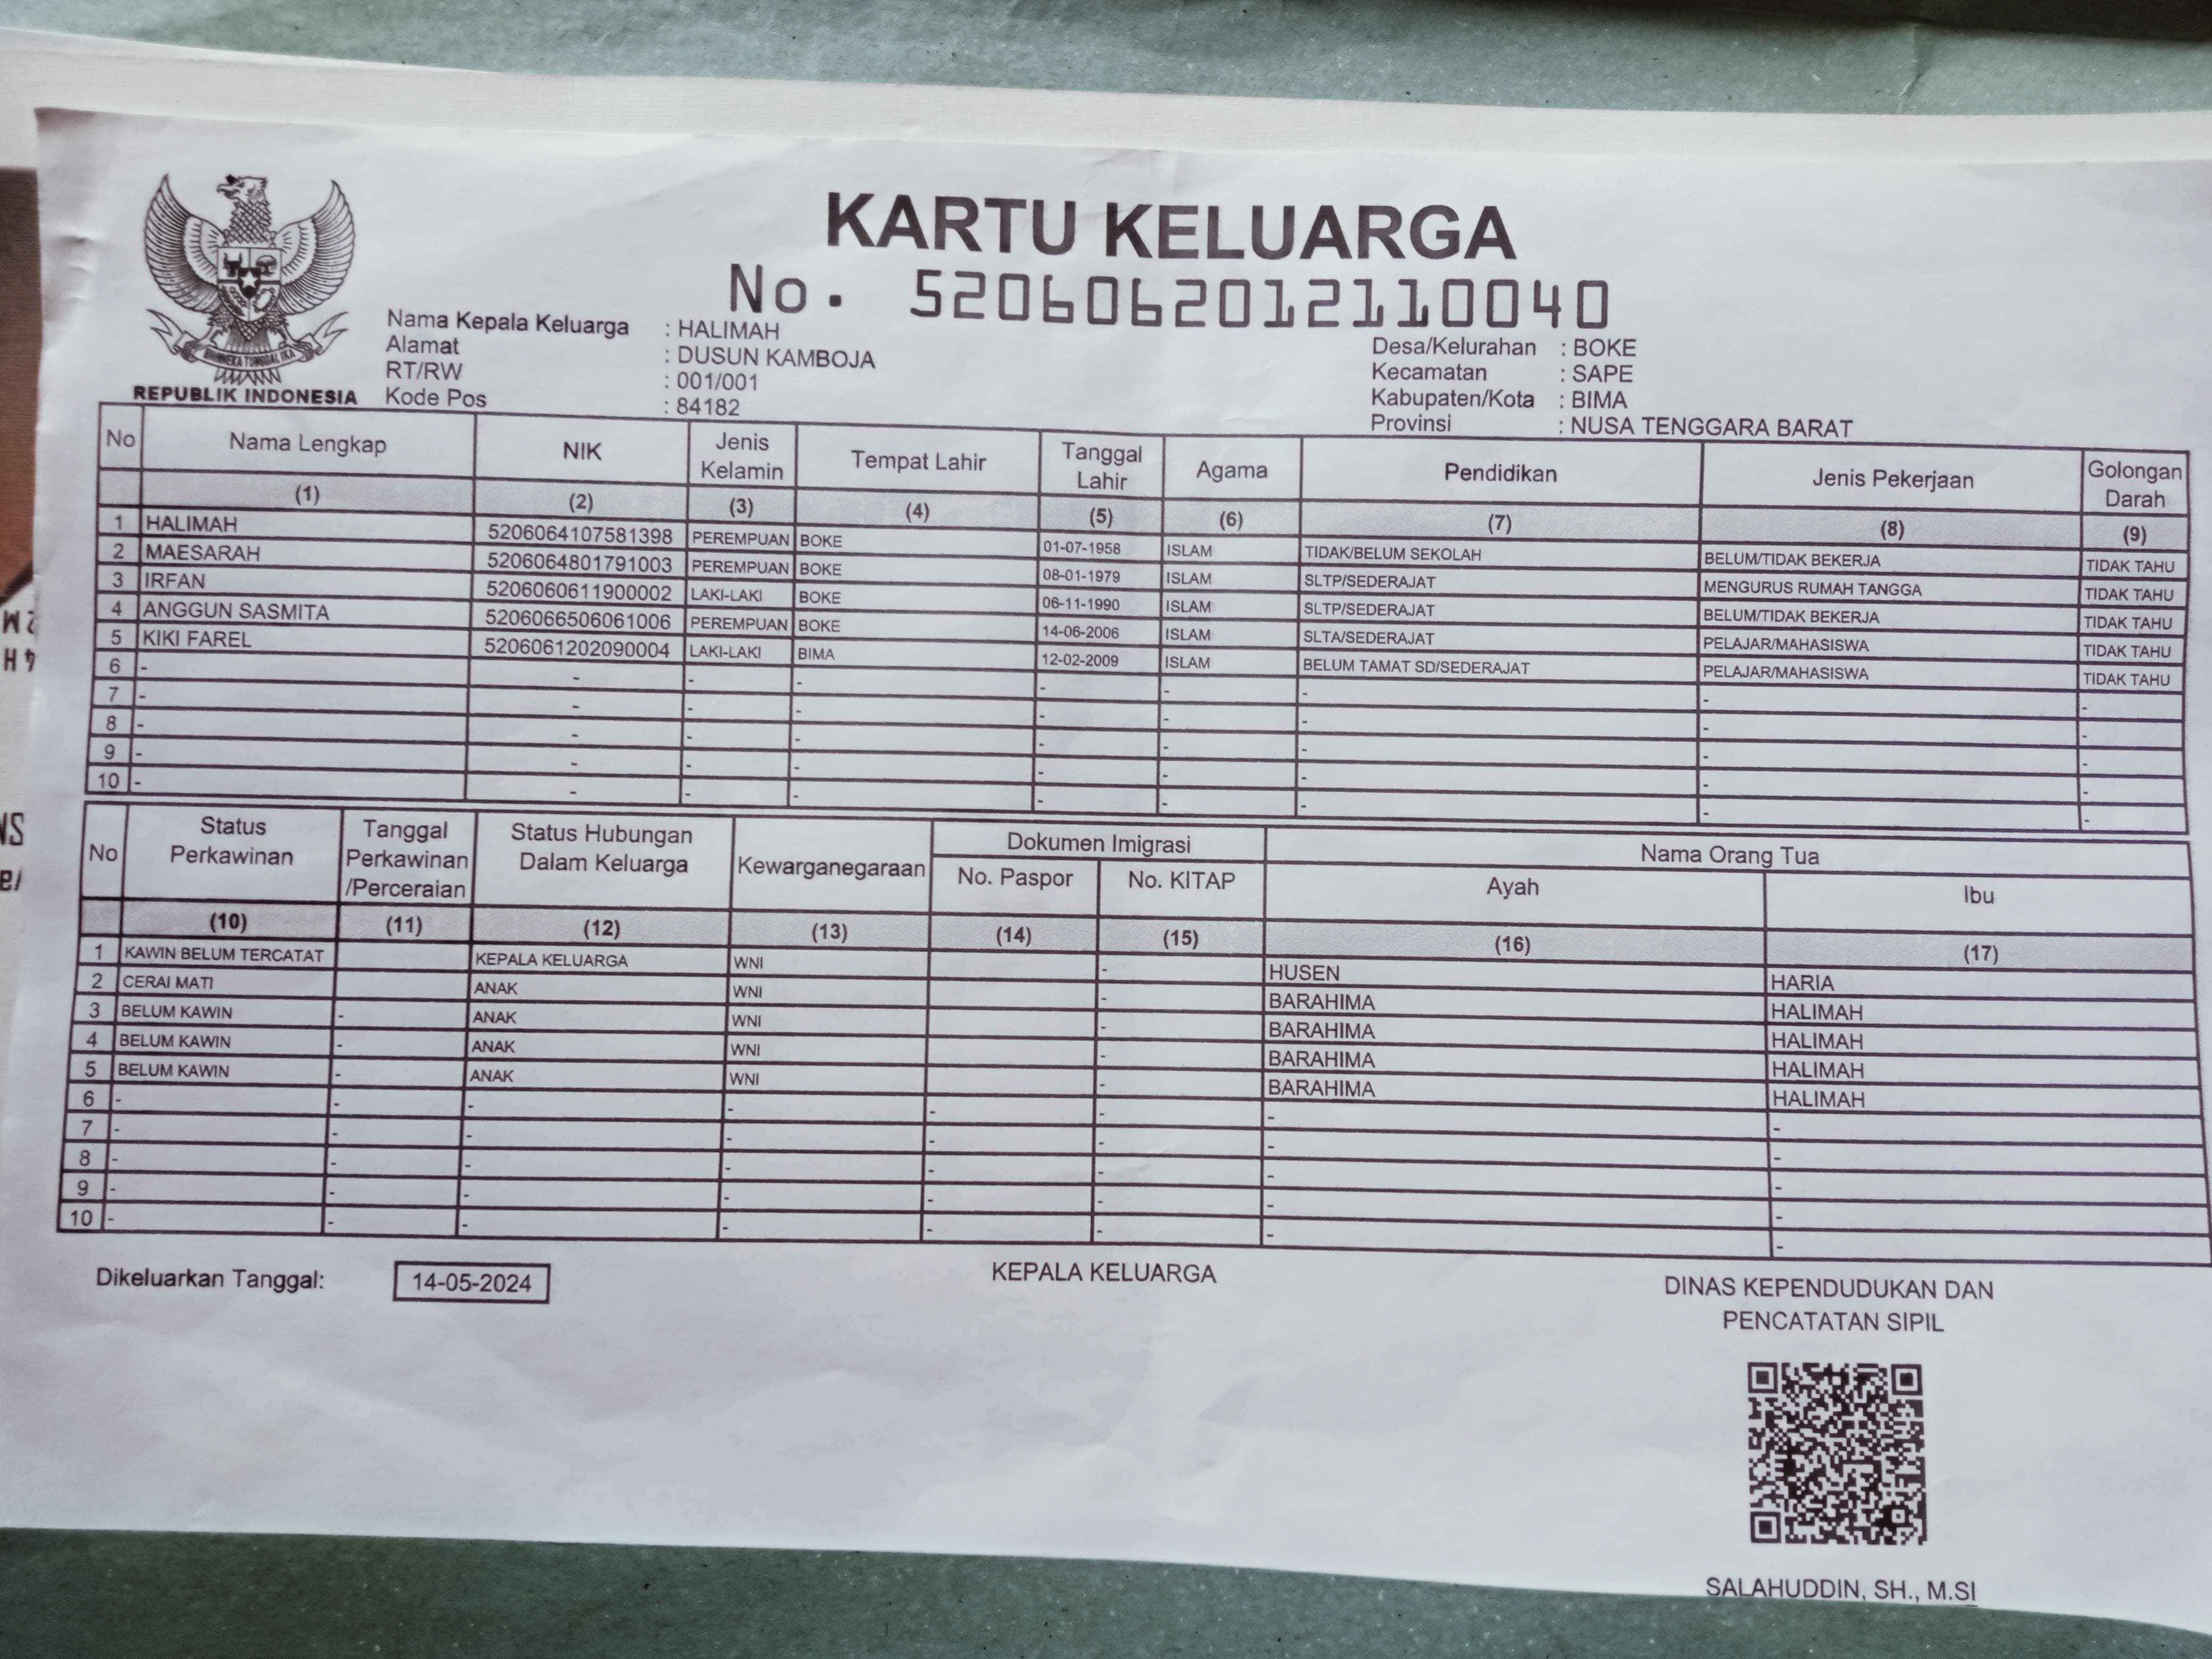 KARTU KELUARGA
No. 5206062012110040
BHINNEKA TUNGGAL IKA
REPUBLIK INDONESIA
Nama Kepala Keluarga : HALIMAH
Alamat : DUSUN KAMBOJA
RT/RW : 001/001
Kode Pos : 84182
Desa/Kelurahan : BOKE
Kecamatan : SAPE
Kabupaten/Kota : BIMA
Provinsi : NUSA TENGGARA BARAT
No Nama Lengkap NIK Jenis Kelamin Tempat Lahir Tanggal Lahir Agama Pendidikan Jenis Pekerjaan Golongan Darah
(1) (2) (3) (4) (5) (6) (7) (8) (9)
1 HALIMAH 5206064107581398 PEREMPUAN BOKE 01-07-1958 ISLAM TIDAK/BELUM SEKOLAH BELUM/TIDAK BEKERJA TIDAK TAHU
2 MAESARAH 5206064801791003 PEREMPUAN BOKE 08-01-1979 ISLAM SLTP/SEDERAJAT MENGURUS RUMAH TANGGA TIDAK TAHU
3 IRFAN 5206060611900002 LAKI-LAKI BOKE 06-11-1990 ISLAM SLTP/SEDERAJAT BELUM/TIDAK BEKERJA TIDAK TAHU
4 ANGGUN SASMITA 5206066506061006 PEREMPUAN BOKE 14-06-2006 ISLAM SLTA/SEDERAJAT PELAJAR/MAHASISWA TIDAK TAHU
5 KIKI FAREL 5206061202090004 LAKI-LAKI BIMA 12-02-2009 ISLAM BELUM TAMAT SD/SEDERAJAT PELAJAR/MAHASISWA TIDAK TAHU
6 - - - - - - - - -
7 - - - - - - - - -
8 - - - - - - - - -
9 - - - - - - - - -
10 - - - - - - - - -
No Status Perkawinan Tanggal Perkawinan /Perceraian Status Hubungan Dalam Keluarga Kewarganegaraan Dokumen Imigrasi Nama Orang Tua
No. Paspor No. KITAP Ayah Ibu
(10) (11) (12) (13) (14) (15) (16) (17)
1 KAWIN BELUM TERCATAT KEPALA KELUARGA WNI - HUSEN HARIA
2 CERAI MATI ANAK WNI - BARAHIMA HALIMAH
3 BELUM KAWIN - ANAK WNI - BARAHIMA HALIMAH
4 BELUM KAWIN - ANAK WNI - BARAHIMA HALIMAH
5 BELUM KAWIN - ANAK WNI - BARAHIMA HALIMAH
6 - - - - - - - -
7 - - - - - - - -
8 - - - - - - - -
9 - - - - - - - -
10 - - - - - - - -
Dikeluarkan Tanggal: 14-05-2024
KEPALA KELUARGA
DINAS KEPENDUDUKAN DAN
PENCATATAN SIPIL
SALAHUDDIN, SH., M.SI